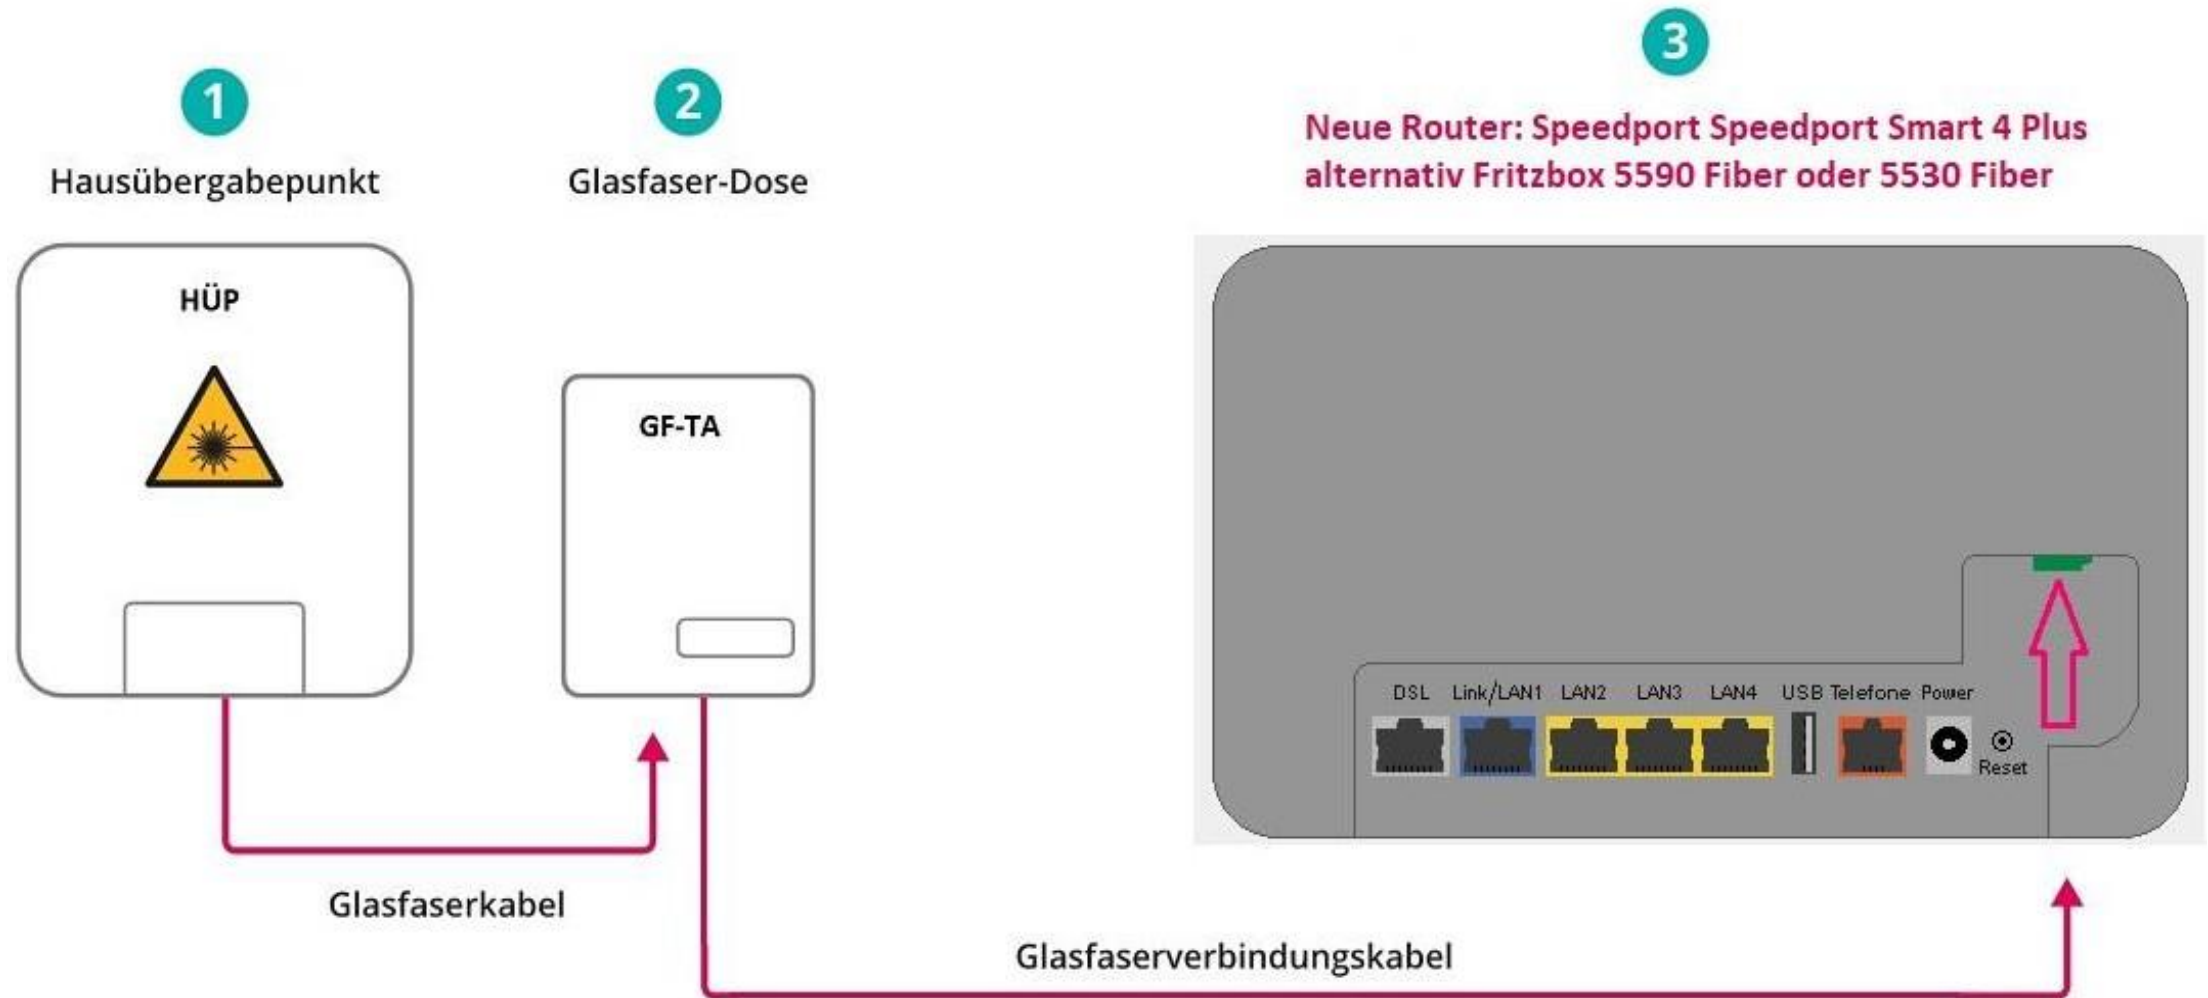 1
Hausübergabepunkt
HÜP
2
Glasfaser-Dose
GF-TA
3
Neue Router: Speedport Speedport Smart 4 Plus
alternativ Fritzbox 5590 Fiber oder 5530 Fiber
DSL Link/LAN1 LAN2 LAN3 LAN4 USB Telefone Power
Reset
Glasfaserkabel
Glasfaserverbindungskabel